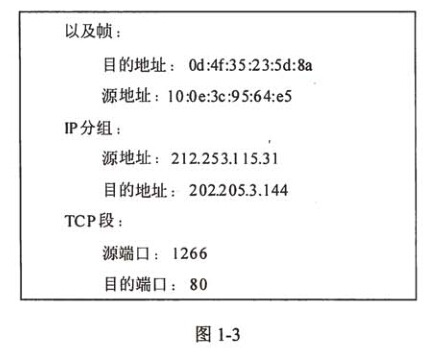 以及帧：
目的地址： 0d:4f:35:23:5d:8a
源地址：10:0e:3c:95:64:e5
IP分组：
源地址： 212.253.115.31
目的地址： 202.205.3.144
TCP段：
源端口： 1266
目的端口： 80
图 1-3